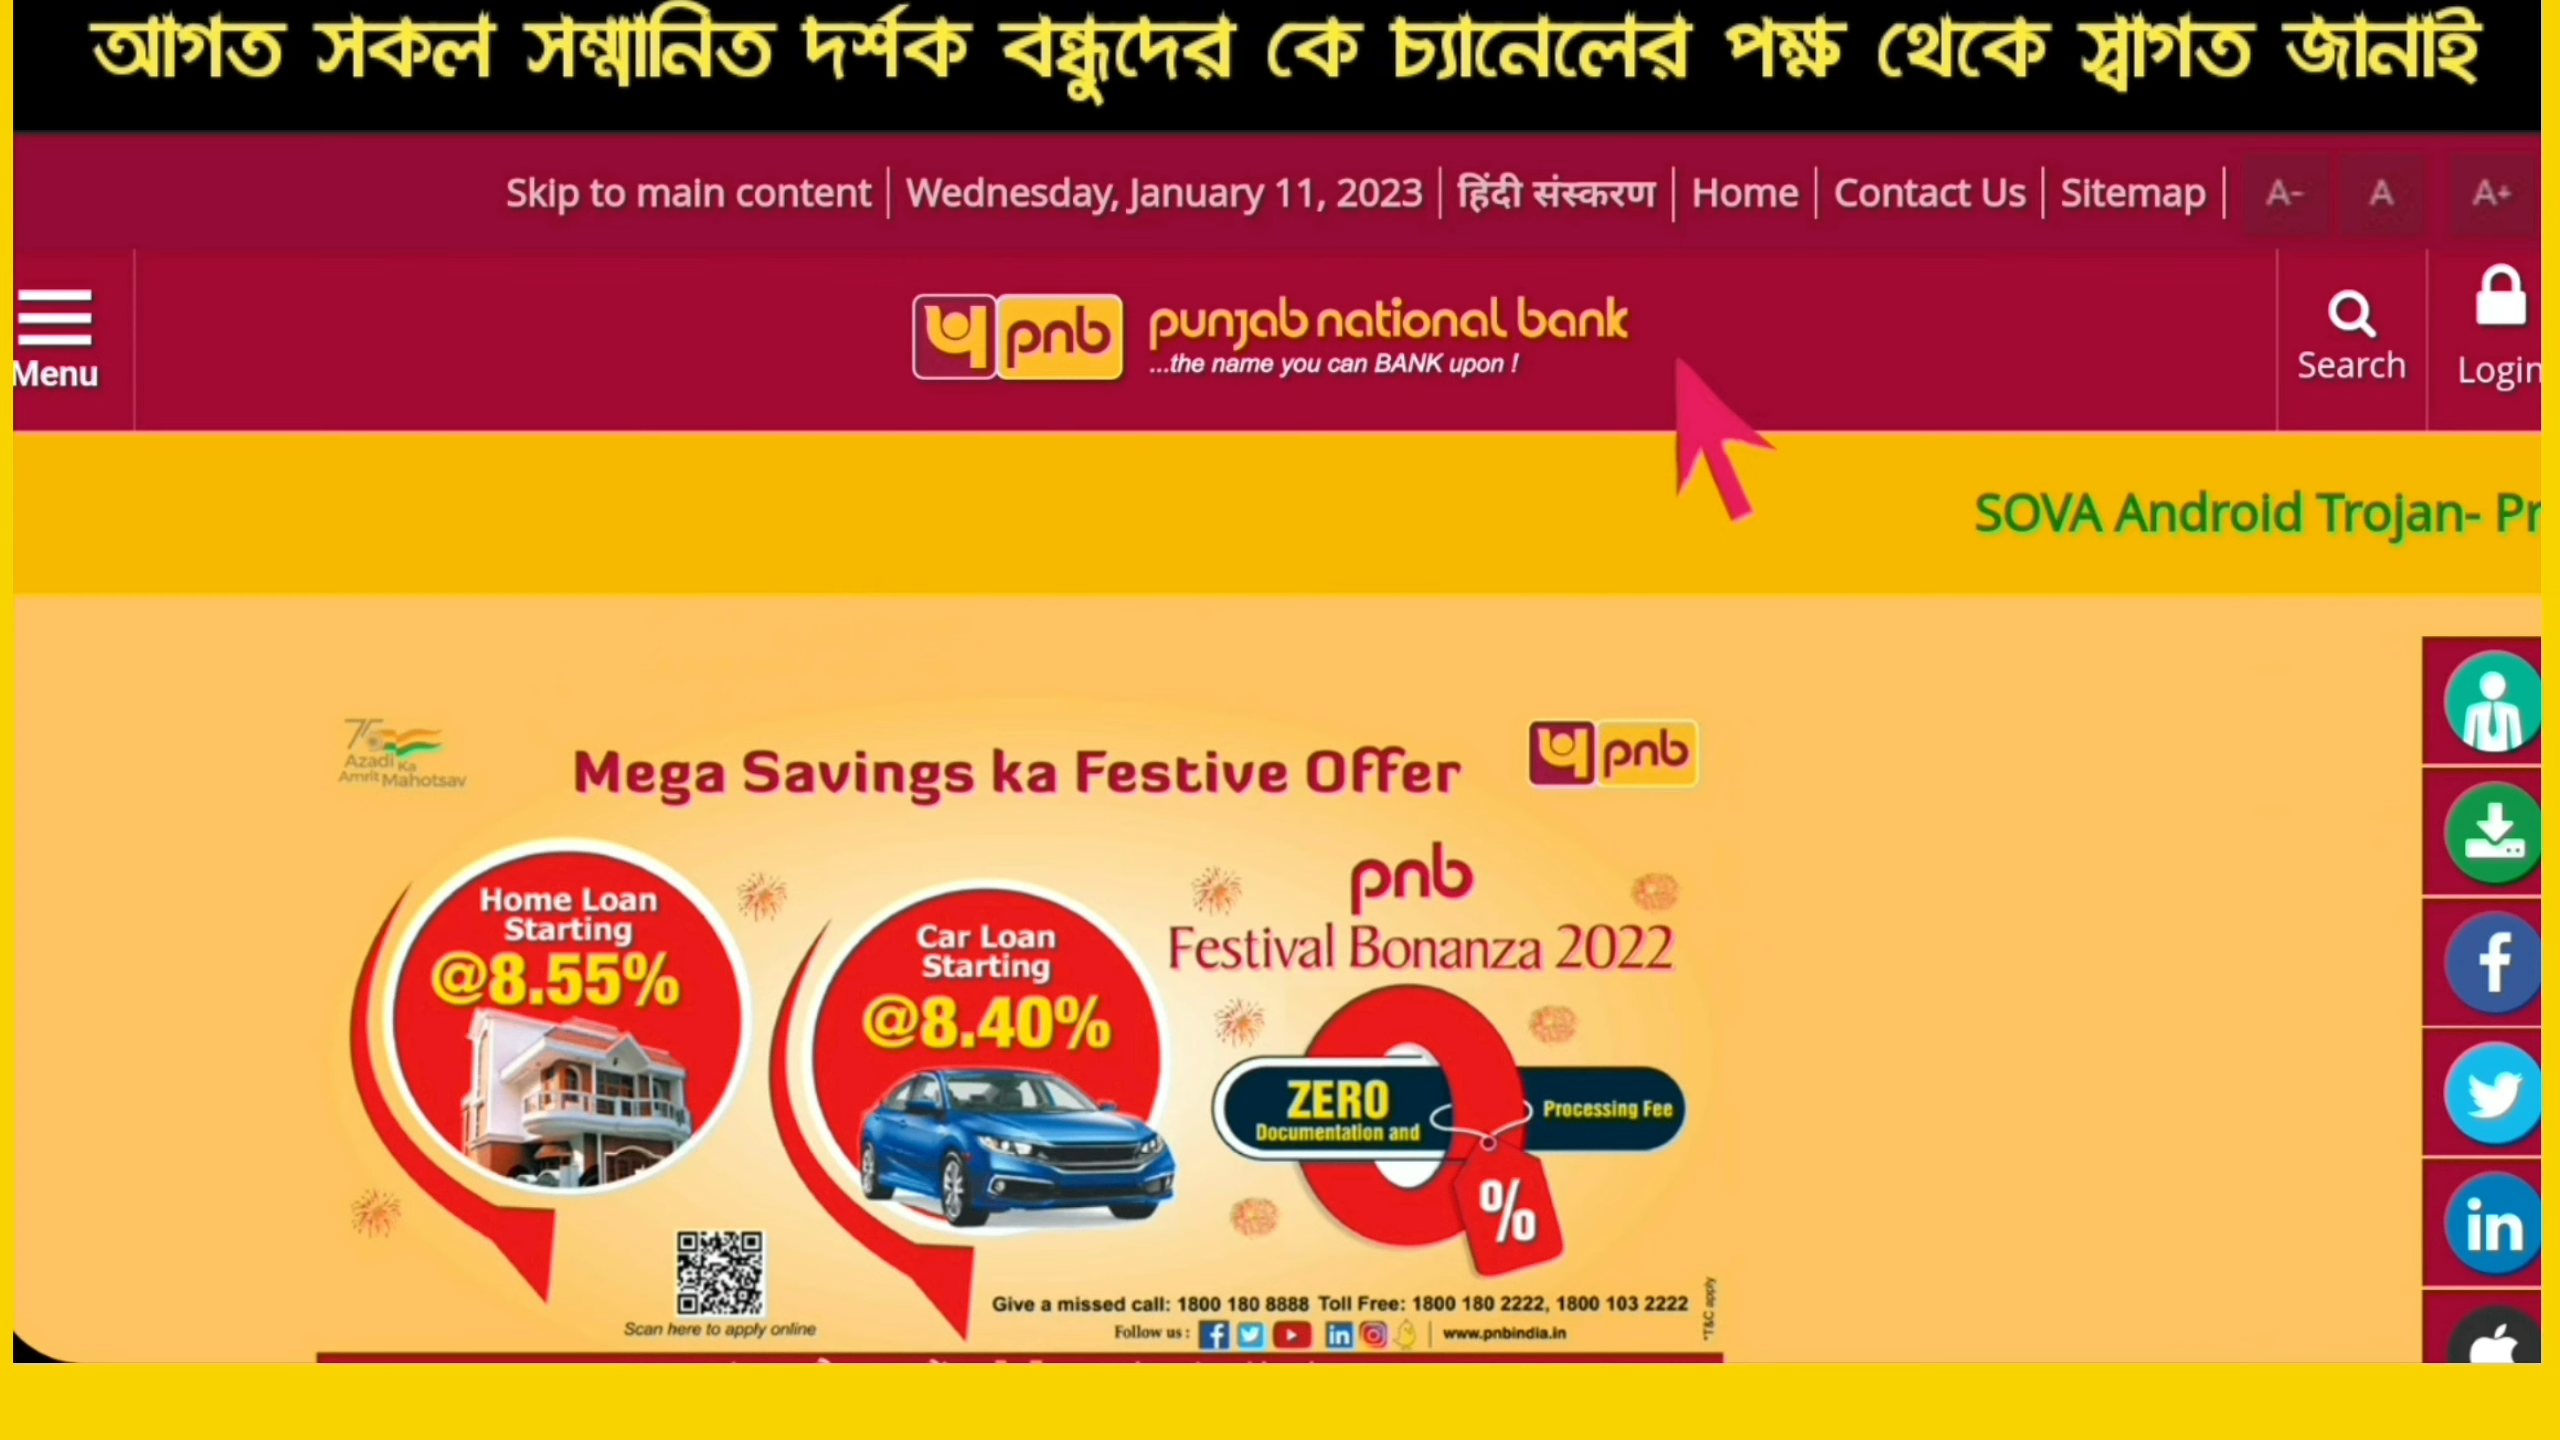 আগত সকল সম্মানিত দর্শক বন্ধুদের কে চ্যানেলের পক্ষ থেকে স্বাগত জানাই
Skip to main content | Wednesday, January 11, 2023 | हिंदी संस्करण | Home | Contact Us | Sitemap | A- A A+
Menu
pnb punjab national bank
...the name you can BANK upon !
Search
Login
SOVA Android Trojan-
75
Azadi Ka
Amrit Mahotsav
Mega Savings ka Festive Offer
pnb
Home Loan
Starting
@8.55%
Car Loan
Starting
@8.40%
pnb
Festival Bonanza 2022
ZERO
Documentation and
Processing Fee
%
Scan here to apply online
Give a missed call: 1800 180 8888 Toll Free: 1800 180 2222, 1800 103 2222
Follow us : | www.pnbindia.in
*T&C apply